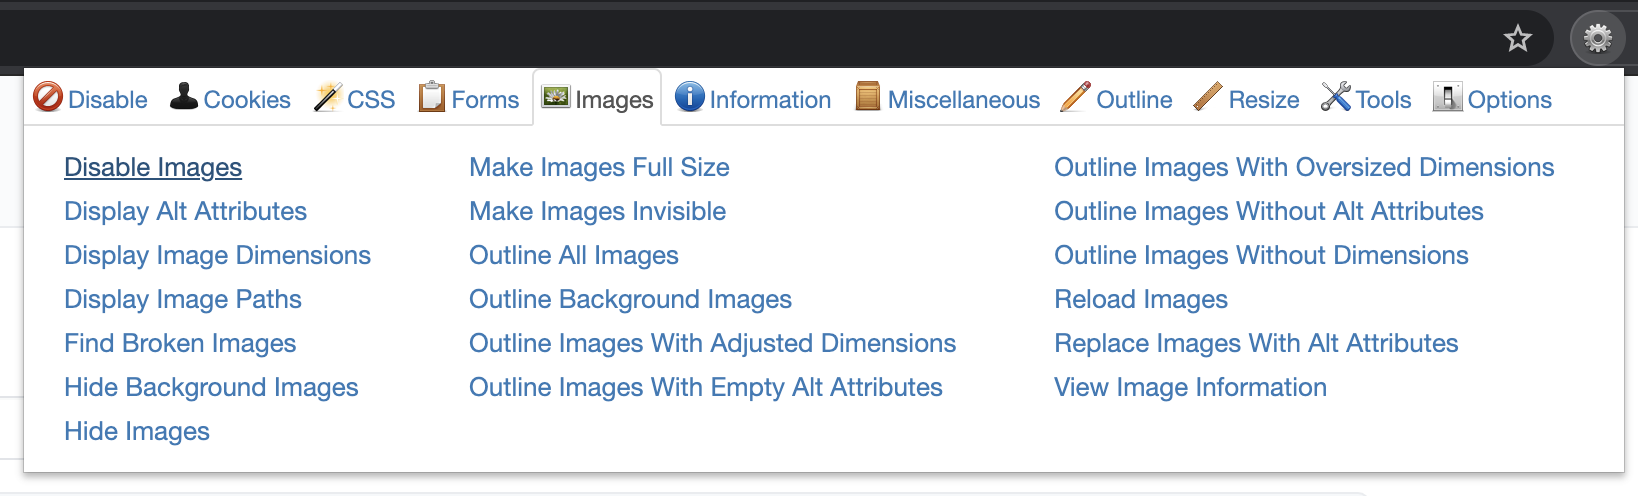 Disable Cookies CSS Forms Images Information Miscellaneous Outline Resize Tools Options
Disable Images
Display Alt Attributes
Display Image Dimensions
Display Image Paths
Find Broken Images
Hide Background Images
Hide Images
Make Images Full Size
Make Images Invisible
Outline All Images
Outline Background Images
Outline Images With Adjusted Dimensions
Outline Images With Empty Alt Attributes
Outline Images With Oversized Dimensions
Outline Images Without Alt Attributes
Outline Images Without Dimensions
Reload Images
Replace Images With Alt Attributes
View Image Information